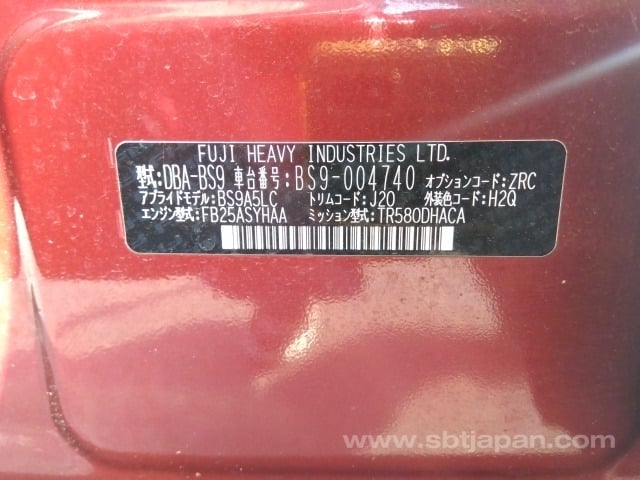 FUJI HEAVY INDUSTRIES LTD.
型式:DBA-BS9 車台番号:BS9-004740 オプションコード:ZRC
アプライドモデル:BS9A5LC トリムコード:J20 外装色コード:H2Q
エンジン型式:FB25ASYHAA ミッション型式:TR580DHACA
www.sbtjapan.com